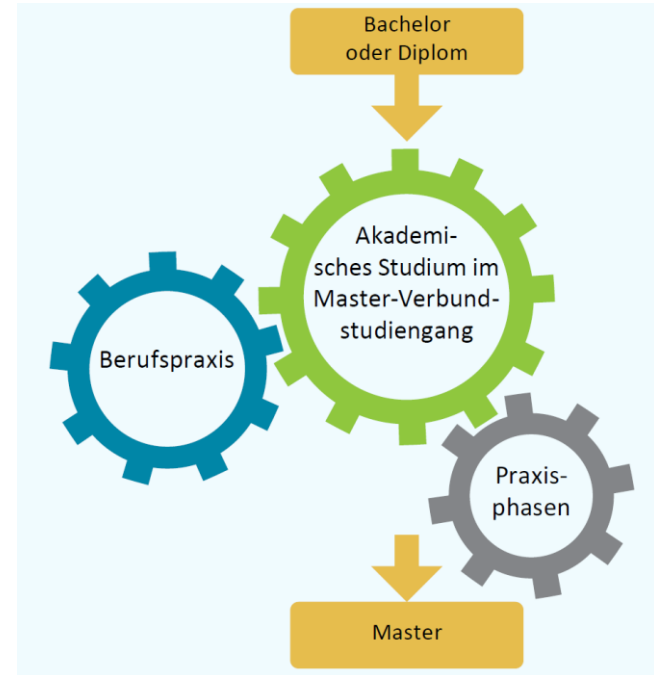 Bachelor
oder Diplom
Akademi-
sches Studium im
Master-Verbund-
studiengang
Berufspraxis
Praxis-
phasen
Master